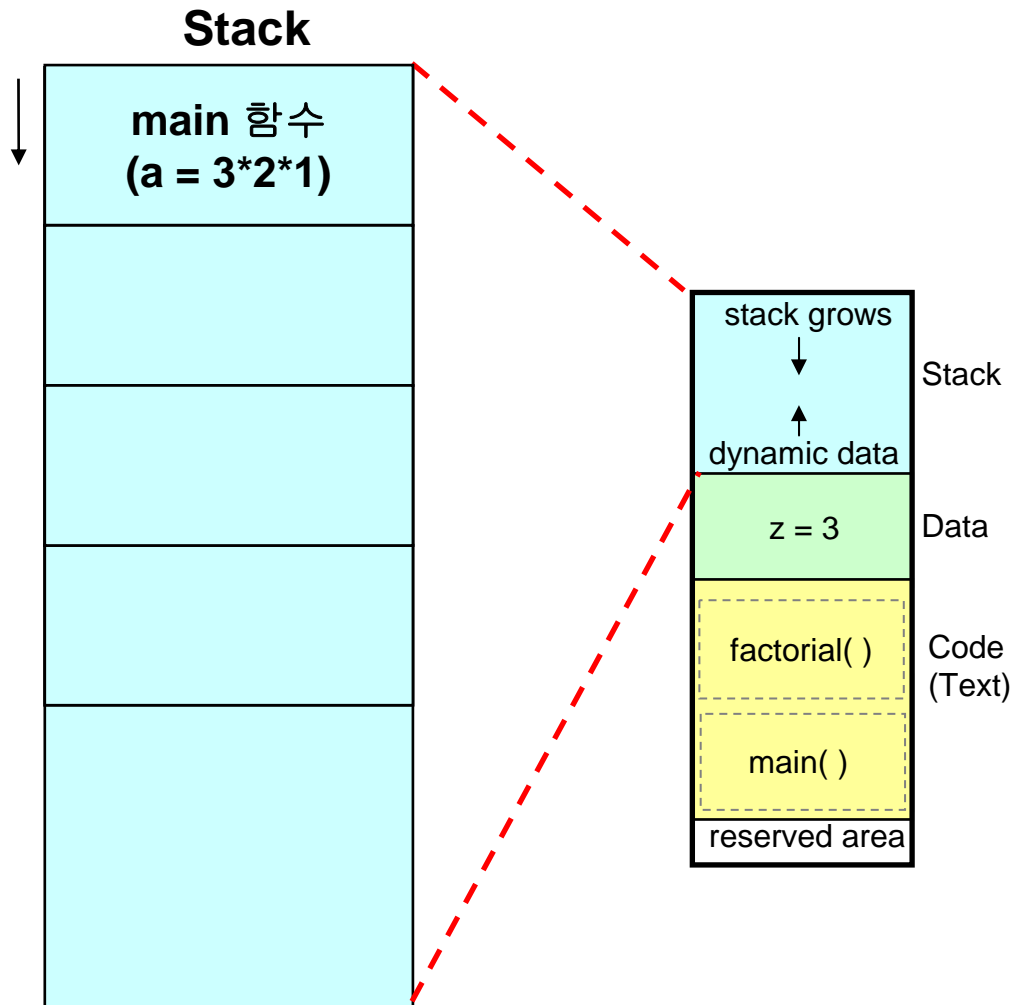 Stack
main 함수
(a = 3*2*1)
stack grows
Stack
dynamic data
z = 3
Data
factorial( )
Code
(Text)
main( )
reserved area